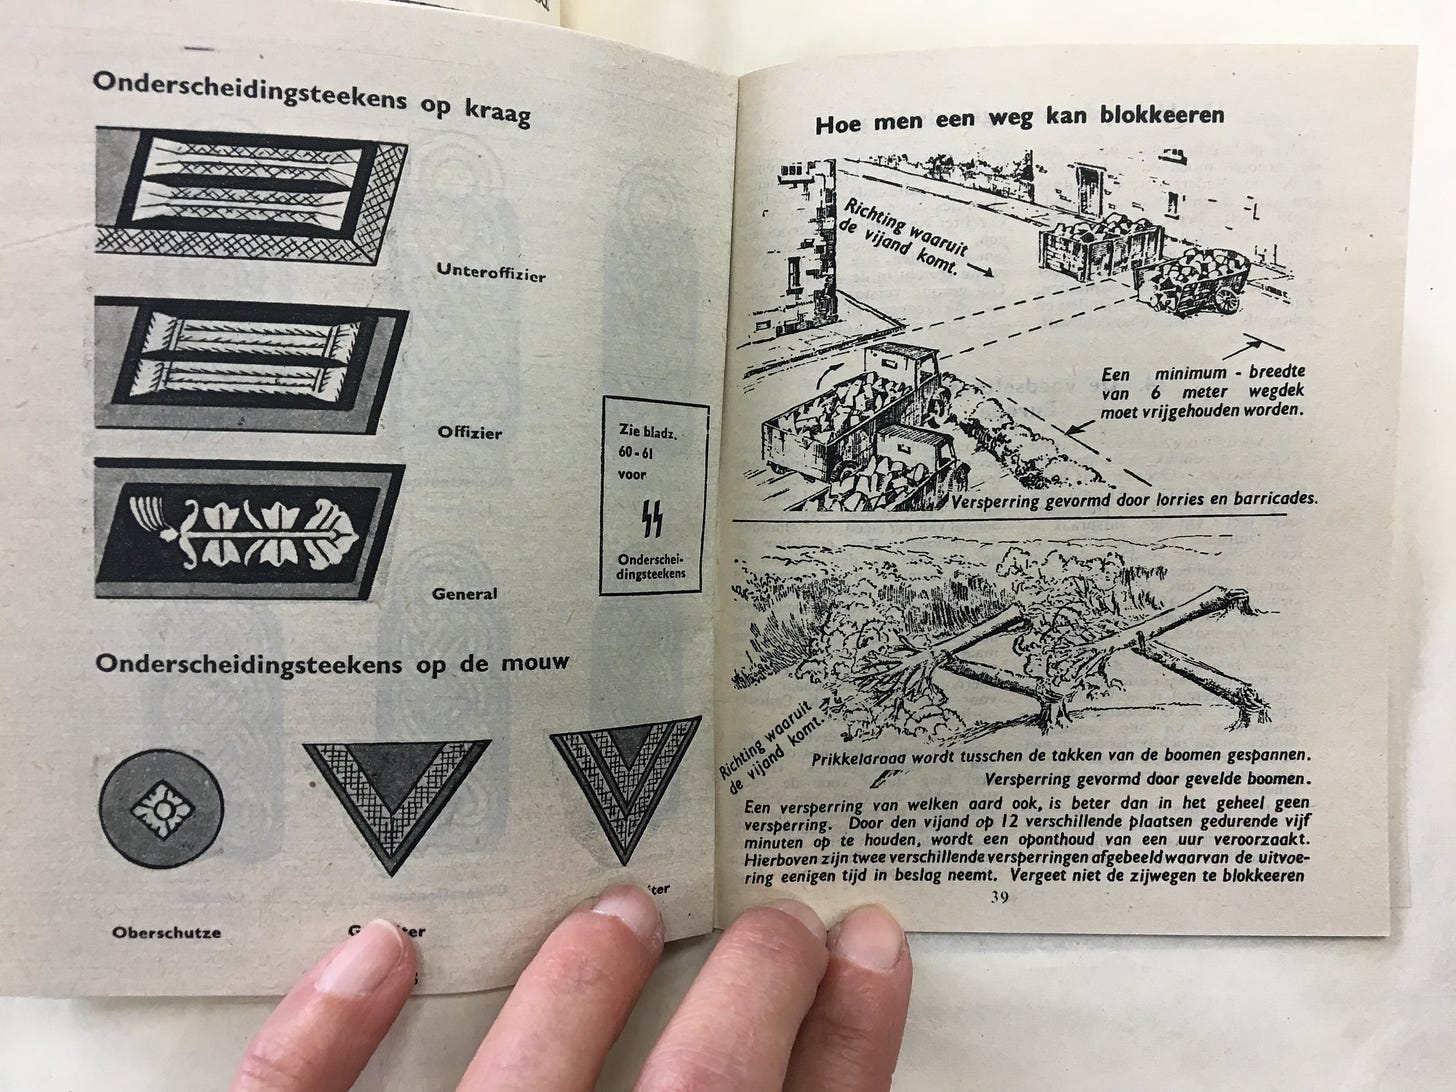 Onderscheidingsteekens op kraag
Unteroffizier
Offizier
General
Zie bladz.
60-61
voor
Onderschei-
dingsteekens
Onderscheidingsteekens op de mouw
Oberschutze
Hoe men een weg kan blokkeeren
Richting waaruit
de vijand komt.
Een minimum - breedte
van 6 meter wegdek
moet vrijgehouden worden.
Versperring gevormd door lorries en barricades.
Richting waaruit
de vijand komt.
Prikkeldraad wordt tusschen de takken van de boomen gespannen.
Versperring gevormd door gevelde boomen.
Een versperring van welken aard ook, is beter dan in het geheel geen
versperring. Door den vijand op 12 verschillende plaatsen gedurende vijf
minuten op te houden, wordt een oponthoud van een uur veroorzaakt.
Hierboven zijn twee verschillende versperringen afgebeeld waarvan de uitvoe-
ring eenigen tijd in beslag neemt. Vergeet niet de zijwegen te blokkeeren
39